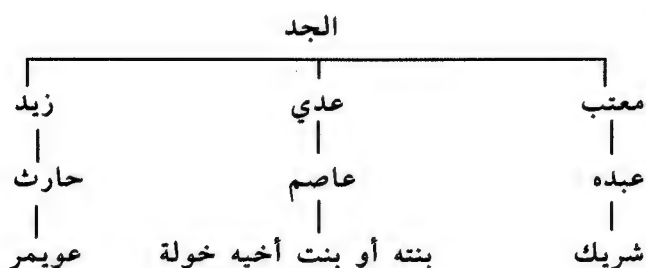 الجد
معتب عدي زيد
عبده عاصم حارث
شريك بنته أو بنت أخيه خولة عويمر